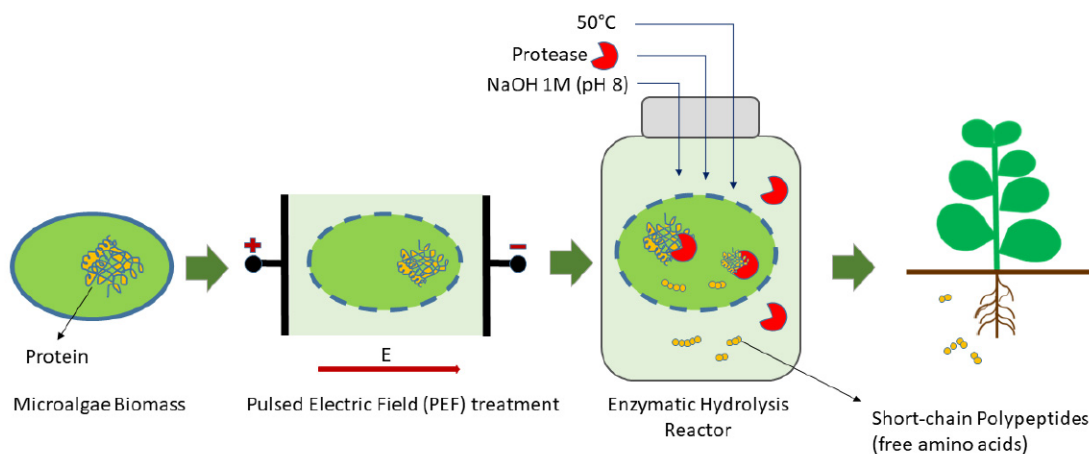 50°C
Protease
NaOH 1M (pH 8)
+
–
E
Protein
Microalgae Biomass
Pulsed Electric Field (PEF) treatment
Enzymatic Hydrolysis
Reactor
Short-chain Polypeptides
(free amino acids)